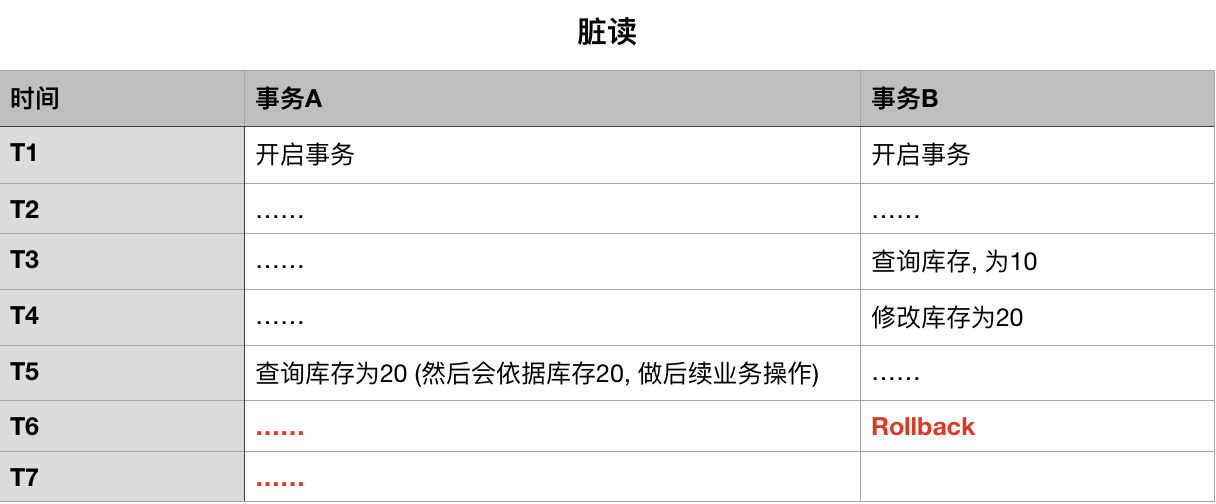 脏读
时间 事务A 事务B
T1 开启事务 开启事务
T2 …… ……
T3 …… 查询库存, 为10
T4 …… 修改库存为20
T5 查询库存为20 (然后会依据库存20, 做后续业务操作) ……
T6 …… Rollback
T7 ……